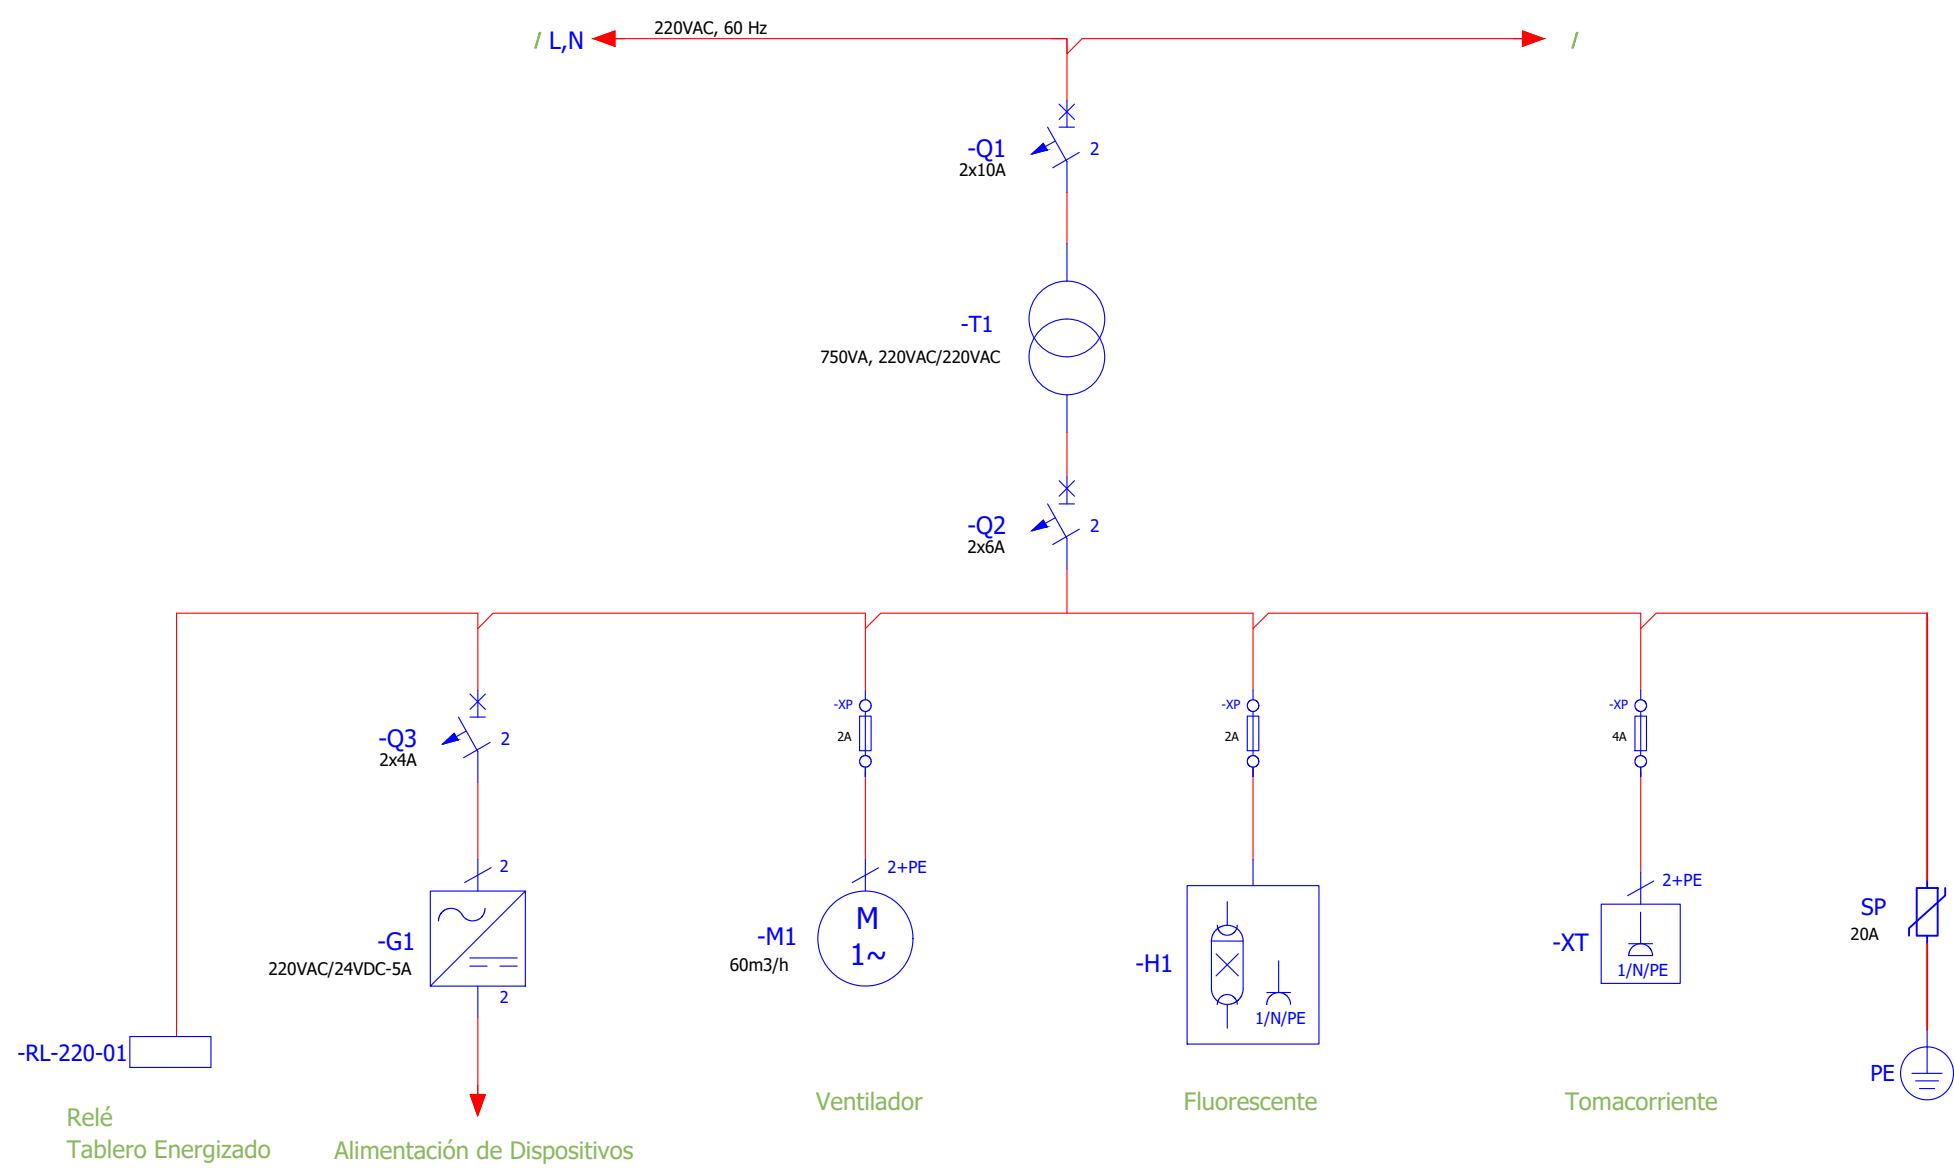 / L,N
220VAC, 60 Hz
/
-Q1
2x10A
2
-T1
750VA, 220VAC/220VAC
-Q2
2x6A
2
-Q3
2x4A
2
-XP
2A
-XP
2A
-XP
4A
2
-G1
220VAC/24VDC-5A
2
2+PE
-M1
60m3/h
M
1~
-H1
1/N/PE
2+PE
-XT
1/N/PE
SP
20A
-RL-220-01
PE
Relé
Tablero Energizado
Alimentación de Dispositivos
Ventilador
Fluorescente
Tomacorriente